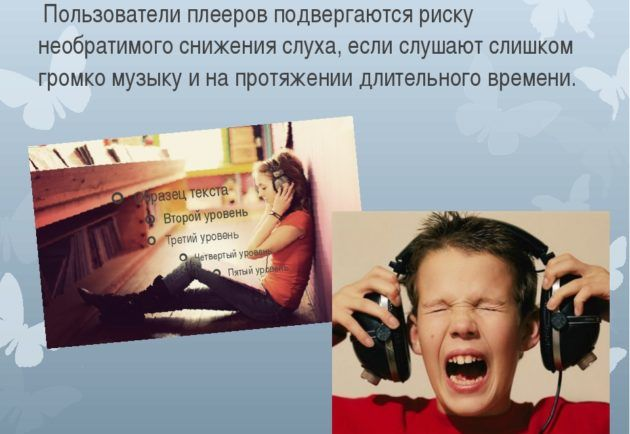 Пользователи плееров подвергаются риску
необратимого снижения слуха, если слушают слишком
громко музыку и на протяжении длительного времени.
Образец текста
Второй уровень
Третий уровень
Четвертый уровень
Пятый уровень